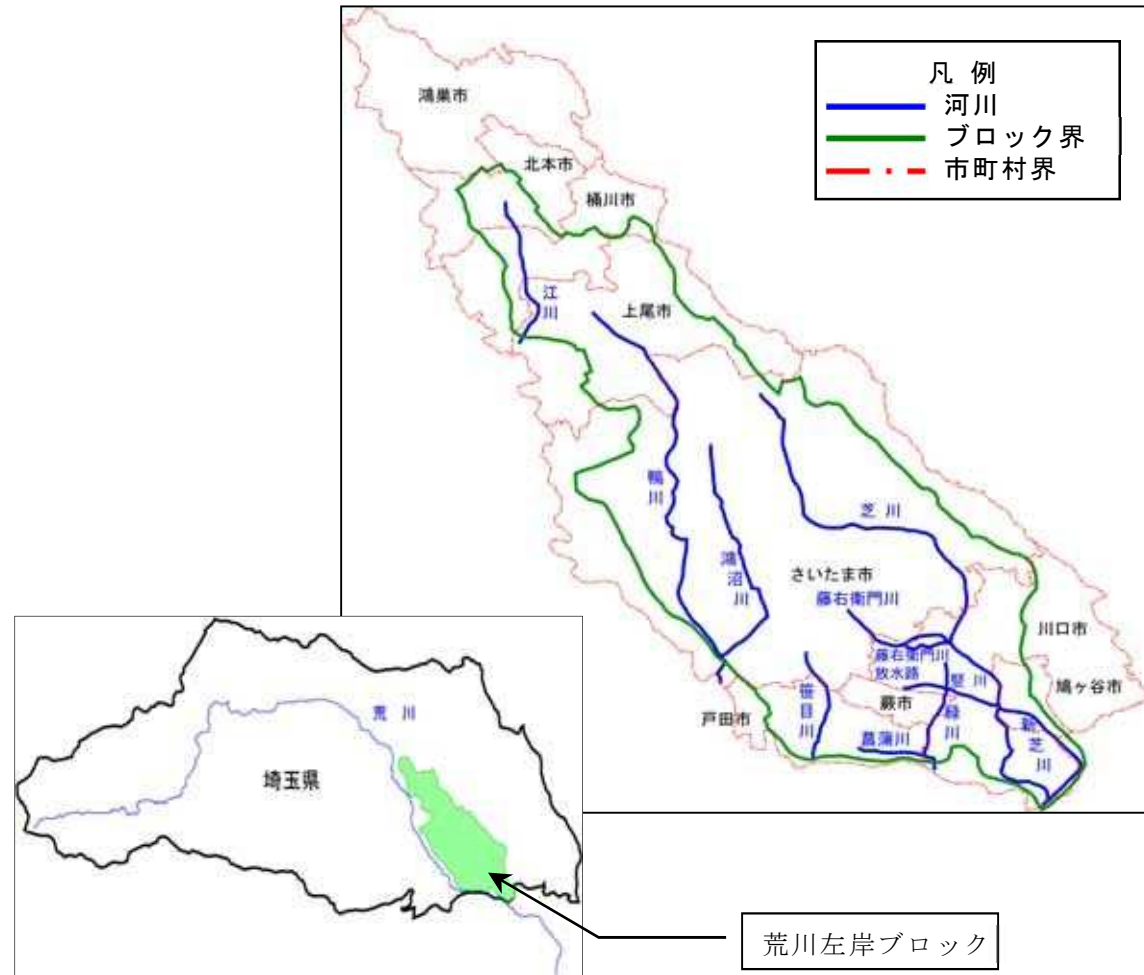 凡 例
河川
ブロック界
市町村界
鴻巣市
北本市
桶川市
江川
上尾市
鴨川
芝川
鴻沼川
さいたま市
藤右衛門川
川口市
藤右衛門川
放水路
竪川
鳩ヶ谷市
笹目川
蕨市
緑川
戸田市
新芝川
菖蒲川
荒川
埼玉県
荒川左岸ブロック